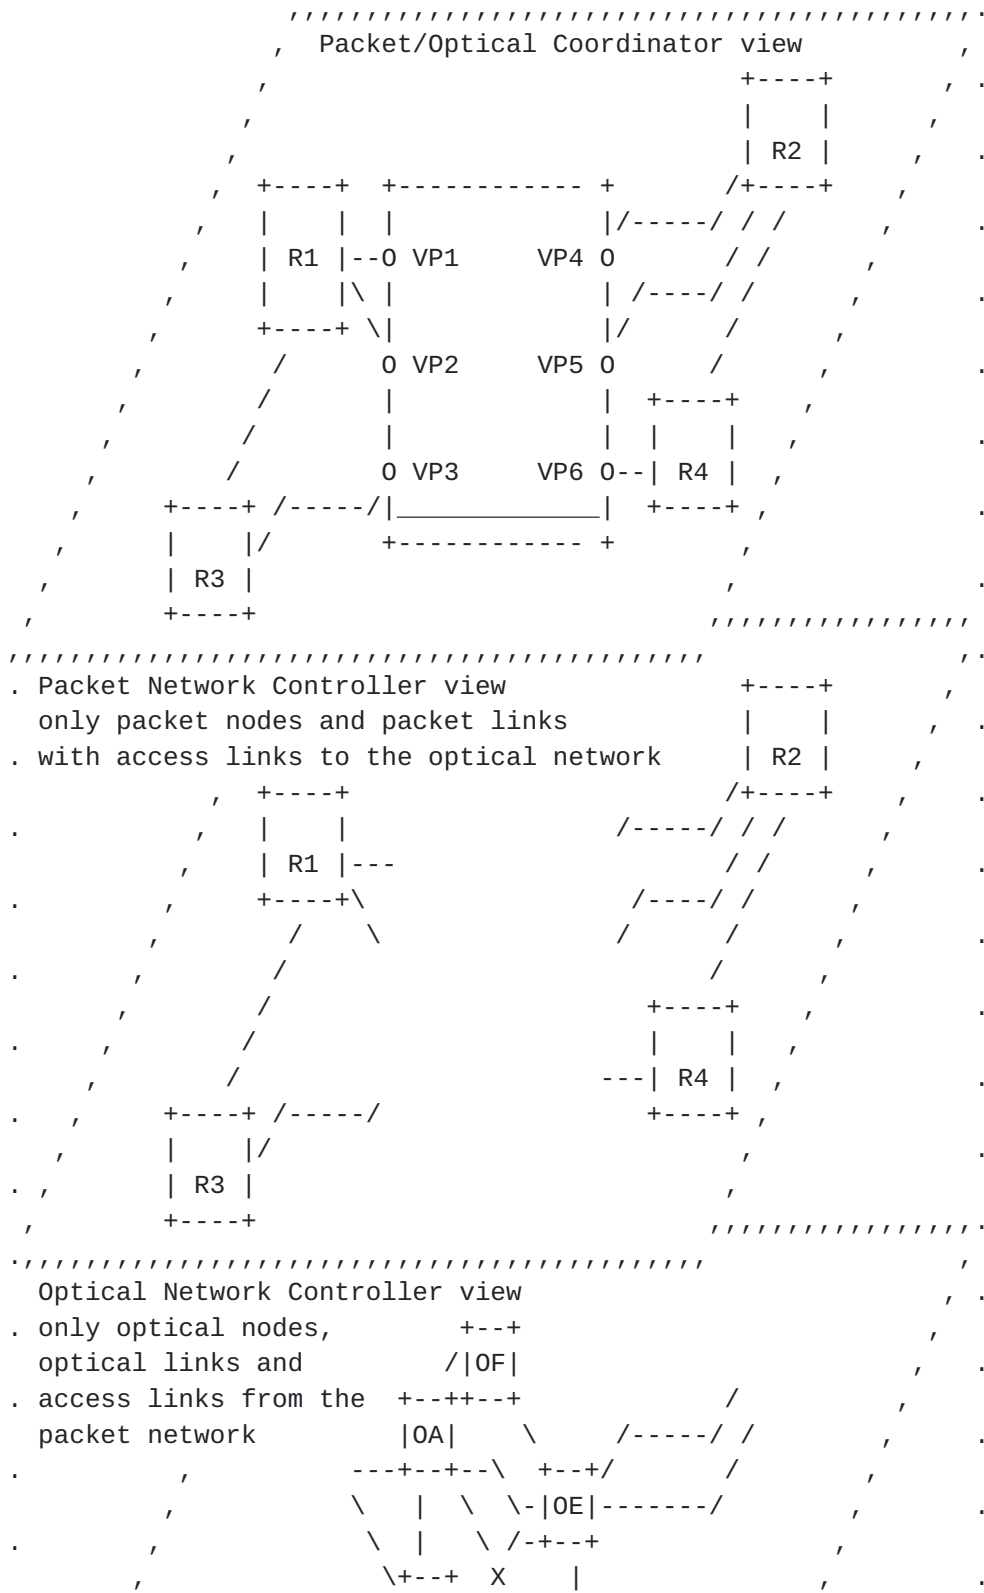 Packet/Optical Coordinator view
R2
R1 VP1 VP4
VP2 VP5
VP3 VP6 R4
R3
Packet Network Controller view
only packet nodes and packet links
with access links to the optical network R2
R1
R4
R3
Optical Network Controller view
only optical nodes,
optical links and OF
access links from the
packet network OA
OE
X